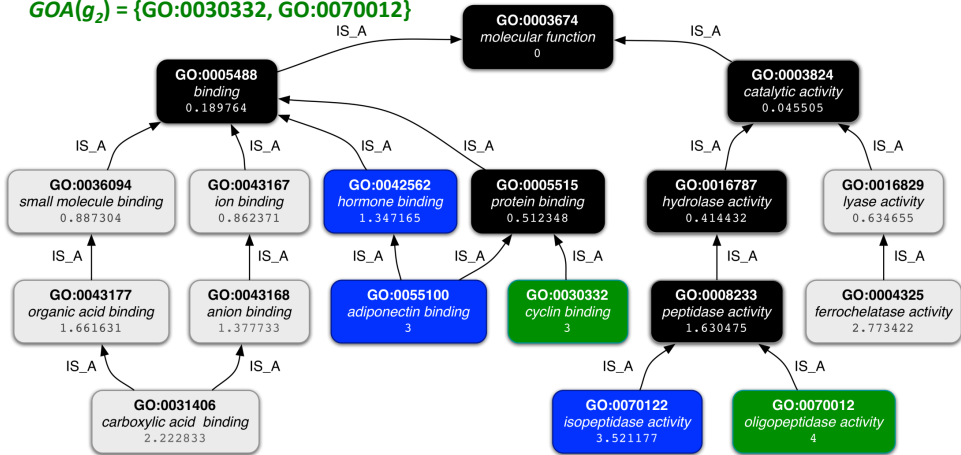 GOA(g₂) = {GO:0030332, GO:0070012}
GO:0003674
molecular function
0
IS_A
IS_A
GO:0005488
binding
0.189764
GO:0003824
catalytic activity
0.045505
IS_A
IS_A
IS_A
IS_A
IS_A
IS_A
GO:0036094
small molecule binding
0.887304
GO:0043167
ion binding
0.862371
GO:0042562
hormone binding
1.347165
GO:0005515
protein binding
0.512348
GO:0016787
hydrolase activity
0.414432
GO:0016829
lyase activity
0.634655
IS_A
IS_A
IS_A
IS_A
IS_A
IS_A
IS_A
GO:0043177
organic acid binding
1.661631
GO:0043168
anion binding
1.377733
GO:0055100
adiponectin binding
3
GO:0030332
cyclin binding
3
GO:0008233
peptidase activity
1.630475
GO:0004325
ferrochelatase activity
2.773422
IS_A
IS_A
IS_A
IS_A
GO:0031406
carboxylic acid  binding
2.222833
GO:0070122
isopeptidase activity
3.521177
GO:0070012
oligopeptidase activity
4